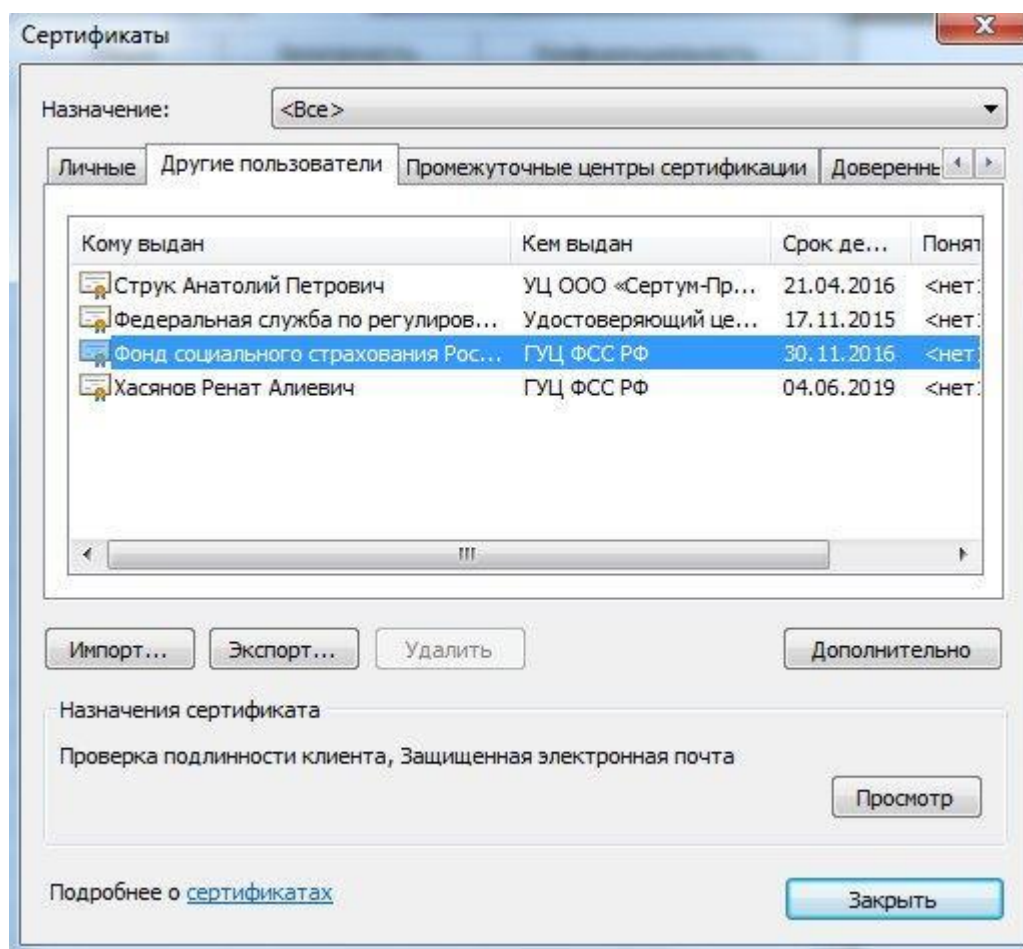 Сертификаты
Назначение: <Все>
Личные Другие пользователи Промежуточные центры сертификации Доверенны
Кому выдан Кем выдан Срок де... Понят
Струк Анатолий Петрович УЦ ООО «Сертум-Пр... 21.04.2016 <нет>
Федеральная служба по регулиров... Удостоверяющий це... 17.11.2015 <нет>
Фонд социального страхования Рос... ГУЦ ФСС РФ 30.11.2016 <нет>
Хасянов Ренат Алиевич ГУЦ ФСС РФ 04.06.2019 <нет>
Импорт... Экспорт... Удалить Дополнительно
Назначения сертификата
Проверка подлинности клиента, Защищенная электронная почта
Просмотр
Подробнее о сертификатах
Закрыть